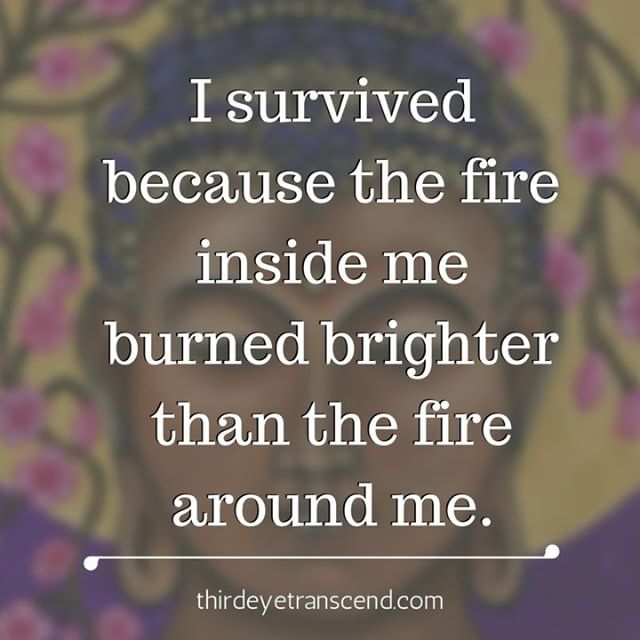 I survived
because the fire
inside me
burned brighter
than the fire
around me.
thirdeyetranscend.com